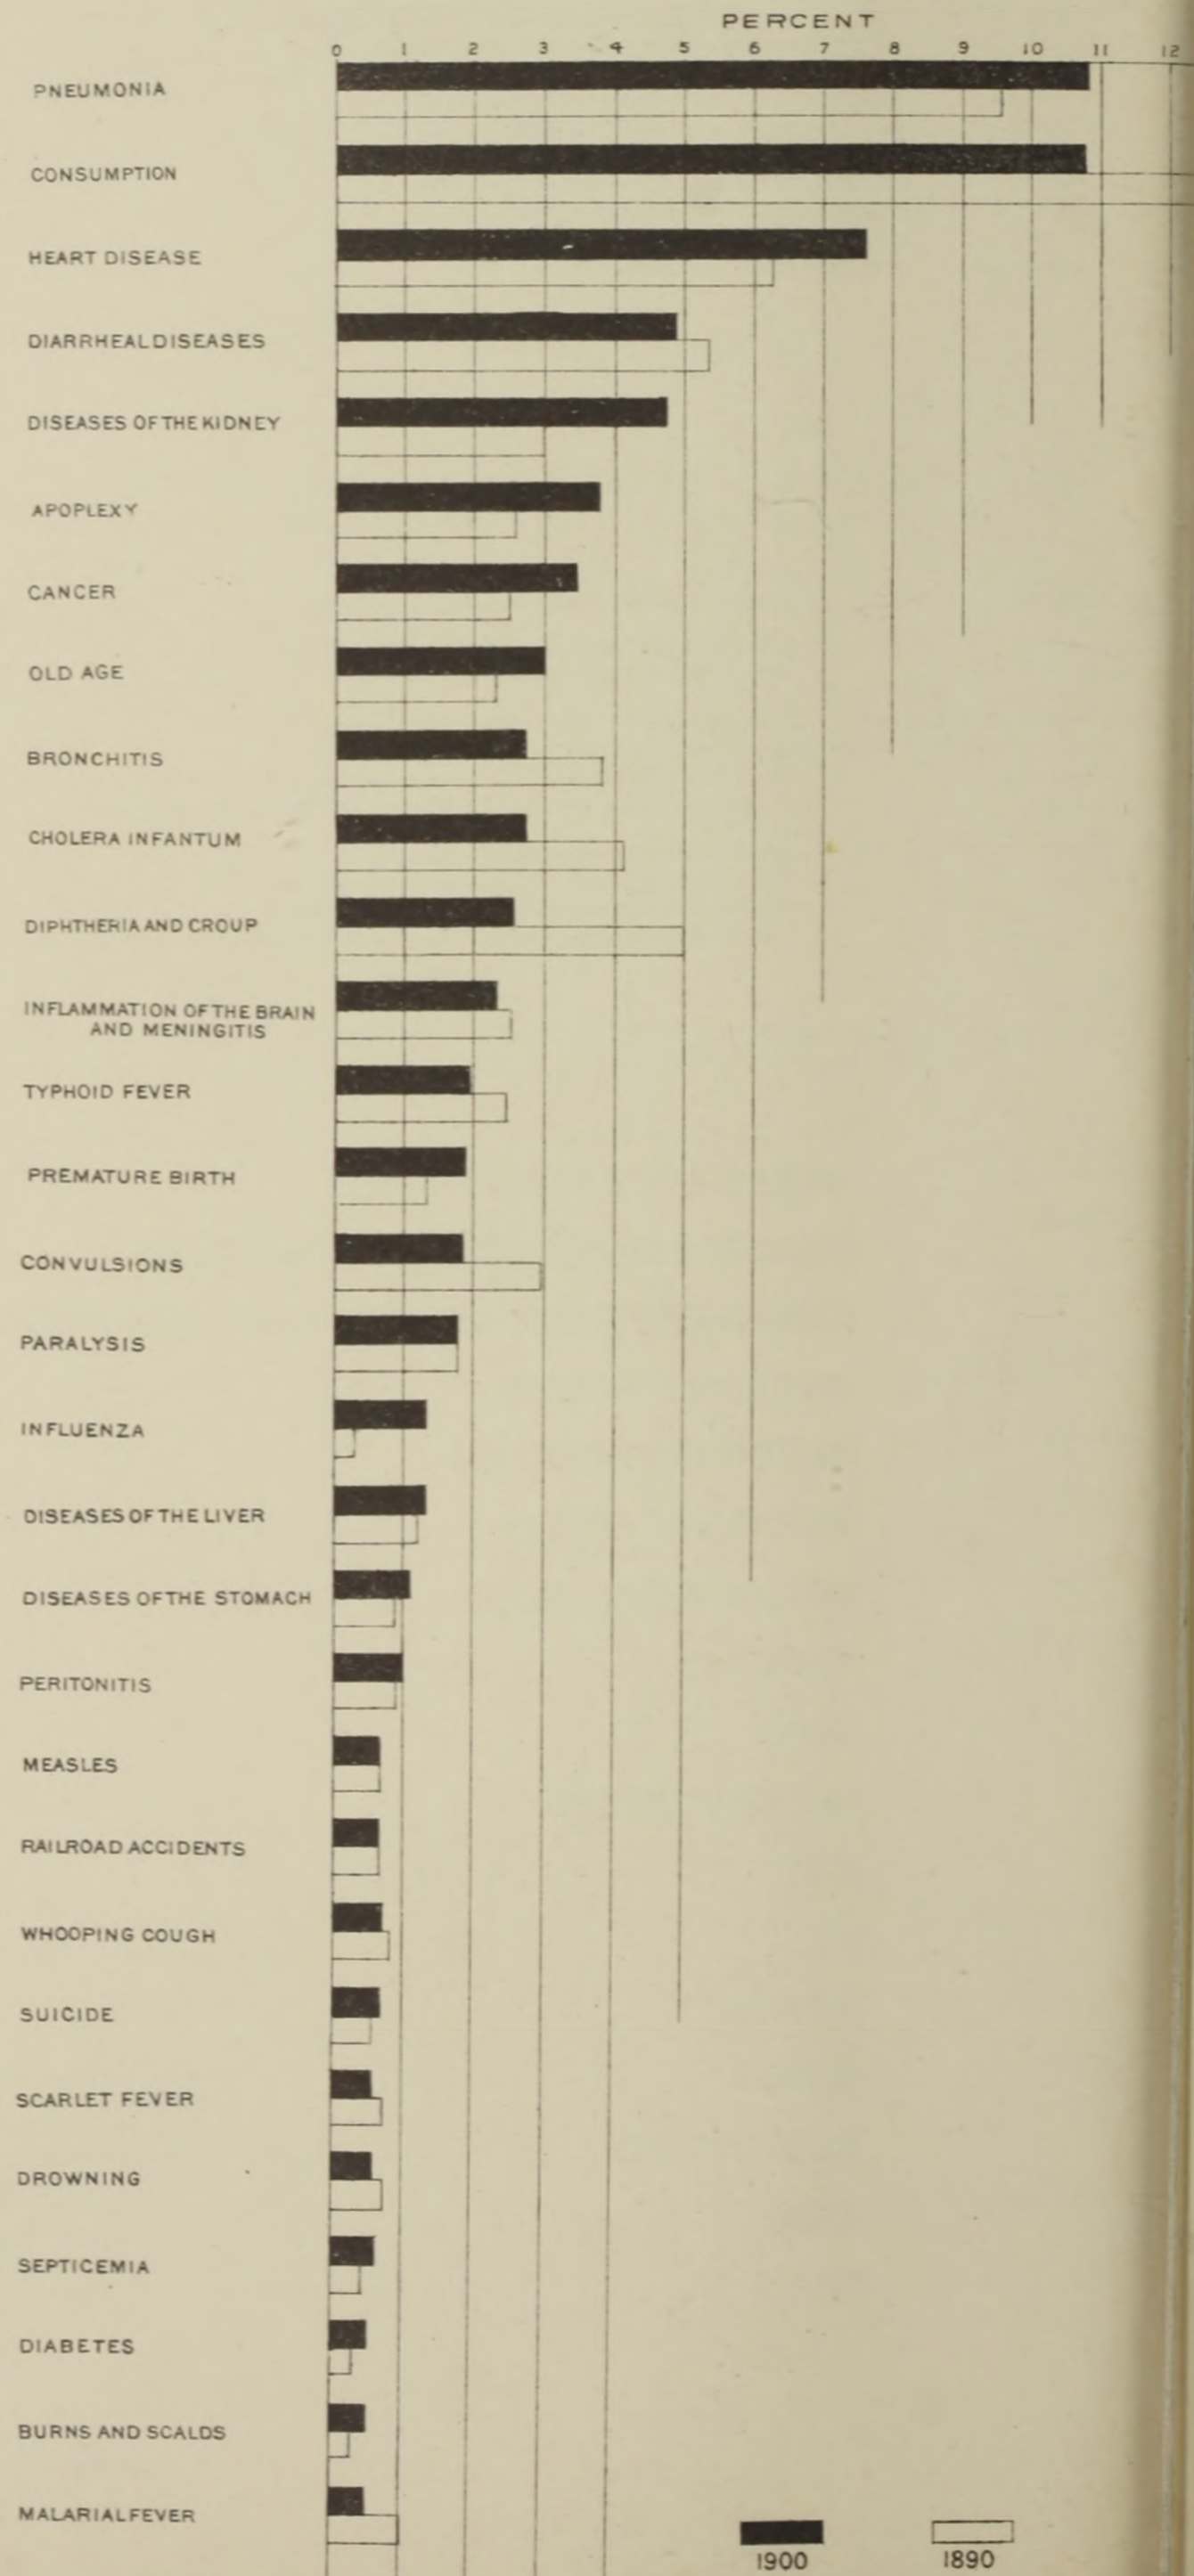 PERCENT
0 1 2 3 4 5 6 7 8 9 10 11 12
PNEUMONIA
CONSUMPTION
HEART DISEASE
DIARRHEAL DISEASES
DISEASES OF THE KIDNEY
APOPLEXY
CANCER
OLD AGE
BRONCHITIS
CHOLERA INFANTUM
DIPHTHERIA AND CROUP
INFLAMMATION OF THE BRAIN
AND MENINGITIS
TYPHOID FEVER
PREMATURE BIRTH
CONVULSIONS
PARALYSIS
INFLUENZA
DISEASES OF THE LIVER
DISEASES OF THE STOMACH
PERITONITIS
MEASLES
RAILROAD ACCIDENTS
WHOOPING COUGH
SUICIDE
SCARLET FEVER
DROWNING
SEPTICEMIA
DIABETES
BURNS AND SCALDS
MALARIAL FEVER
1900 1890